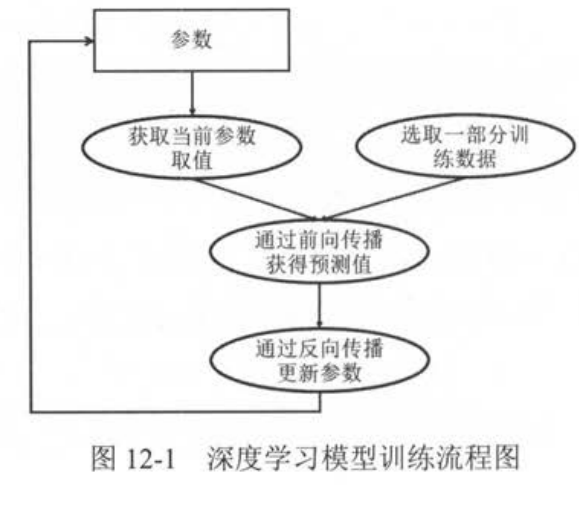 参数
获取当前参数
取值
选取一部分训
练数据
通过前向传播
获得预测值
通过反向传播
更新参数
图 12-1 深度学习模型训练流程图